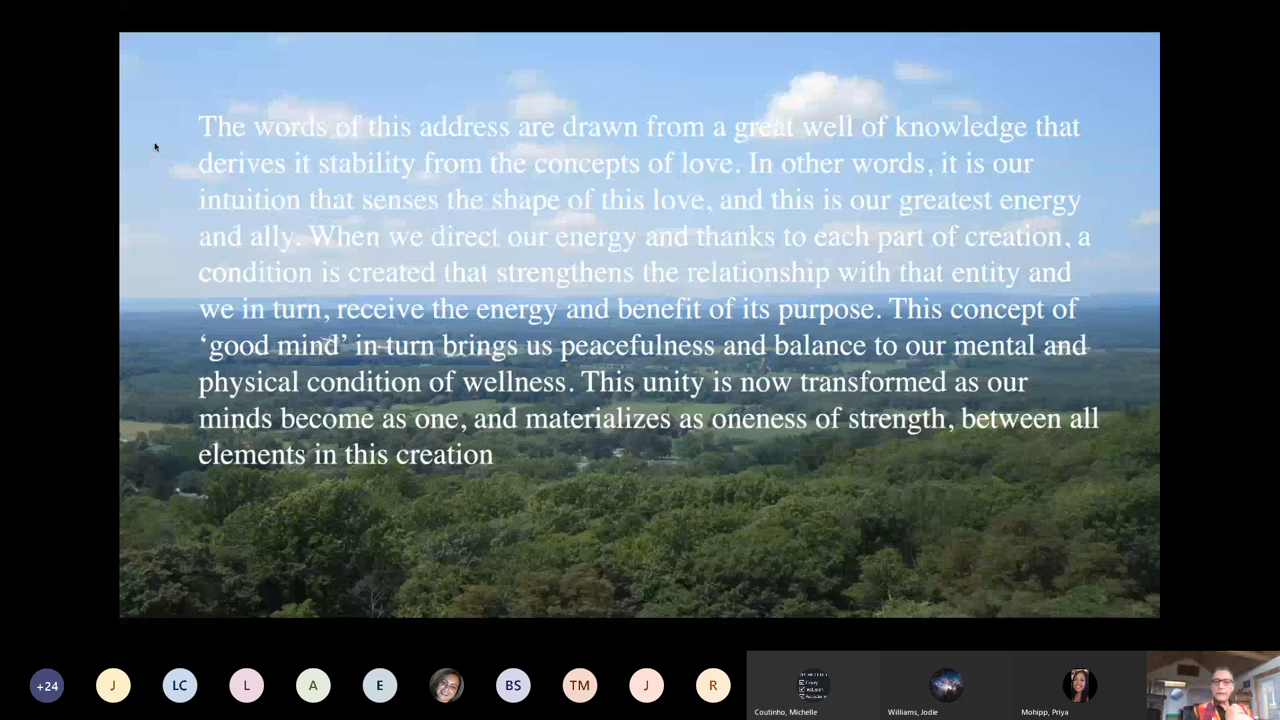 The words of this address are drawn from a great well of knowledge that
derives it stability from the concepts of love. In other words, it is our
intuition that senses the shape of this love, and this is our greatest energy
and ally. When we direct our energy and thanks to each part of creation, a
condition is created that strengthens the relationship with that entity and
we in turn, receive the energy and benefit of its purpose. This concept of
‘good mind’ in turn brings us peacefulness and balance to our mental and
physical condition of wellness. This unity is now transformed as our
minds become as one, and materializes as oneness of strength, between all
elements in this creation
+24 J LC L A E BS TM J R
Coutinho, Michelle Williams, Jodie Mohipp, Priya